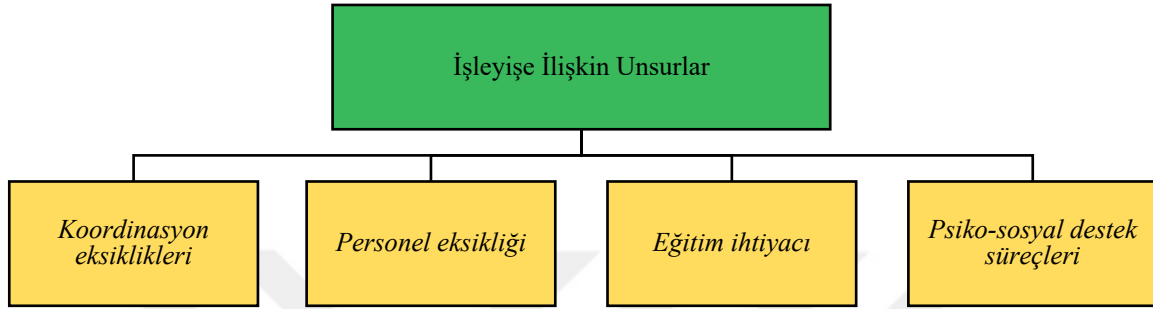 İşleyişe İlişkin Unsurlar
Koordinasyon
eksiklikleri
Personel eksikliği
Eğitim ihtiyacı
Psiko-sosyal destek
süreçleri